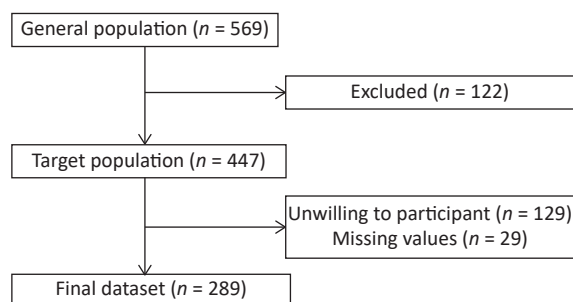 General population (n = 569)
Excluded (n = 122)
Target population (n = 447)
Unwilling to participant (n = 129)
Missing values (n = 29)
Final dataset (n = 289)